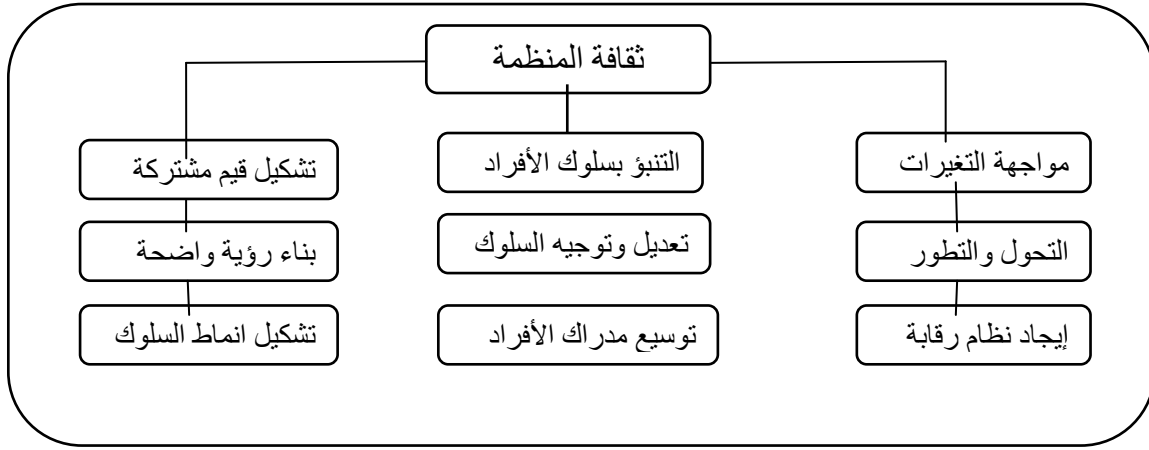 ثقافة المنظمة
مواجهة التغيرات
التنبؤ بسلوك الأفراد
تشكيل قيم مشتركة
التحول والتطور
تعديل وتوجيه السلوك
بناء رؤية واضحة
إيجاد نظام رقابة
توسيع مدراك الأفراد
تشكيل انماط السلوك